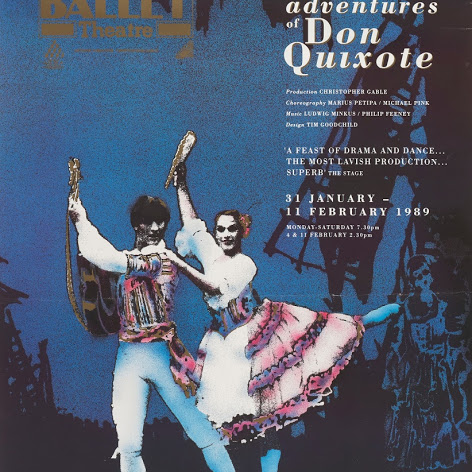 BALLET
Theatre
adventures
of Don
Quixote
Production CHRISTOPHER GABLE
Choreography MARIUS PETIPA / MICHAEL PINK
Music LUDWIG MINKUS / PHILIP FEENEY
Design TIM GOODCHILD
'A FEAST OF DRAMA AND DANCE...
THE MOST LAVISH PRODUCTION...
SUPERB' THE STAGE
31 JANUARY –
11 FEBRUARY 1989
MONDAY-SATURDAY 7.30pm
4 & 11 FEBRUARY 2.30pm